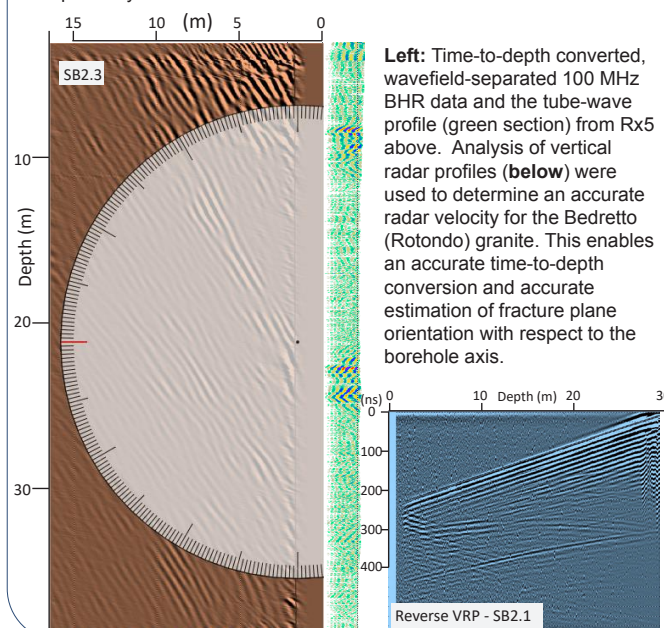 15 10 (m) 5 0
SB2.3
10
20
30
Depth (m)
Left: Time-to-depth converted,
wavefield-separated 100 MHz
BHR data and the tube-wave
profile (green section) from Rx5
above. Analysis of vertical
radar profiles (below) were
used to determine an accurate
radar velocity for the Bedretto
(Rotondo) granite. This enables
an accurate time-to-depth
conversion and accurate
estimation of fracture plane
orientation with respect to the
borehole axis.
(ns) 0 10 Depth (m) 20 30
0
100
200
300
400
Reverse VRP - SB2.1